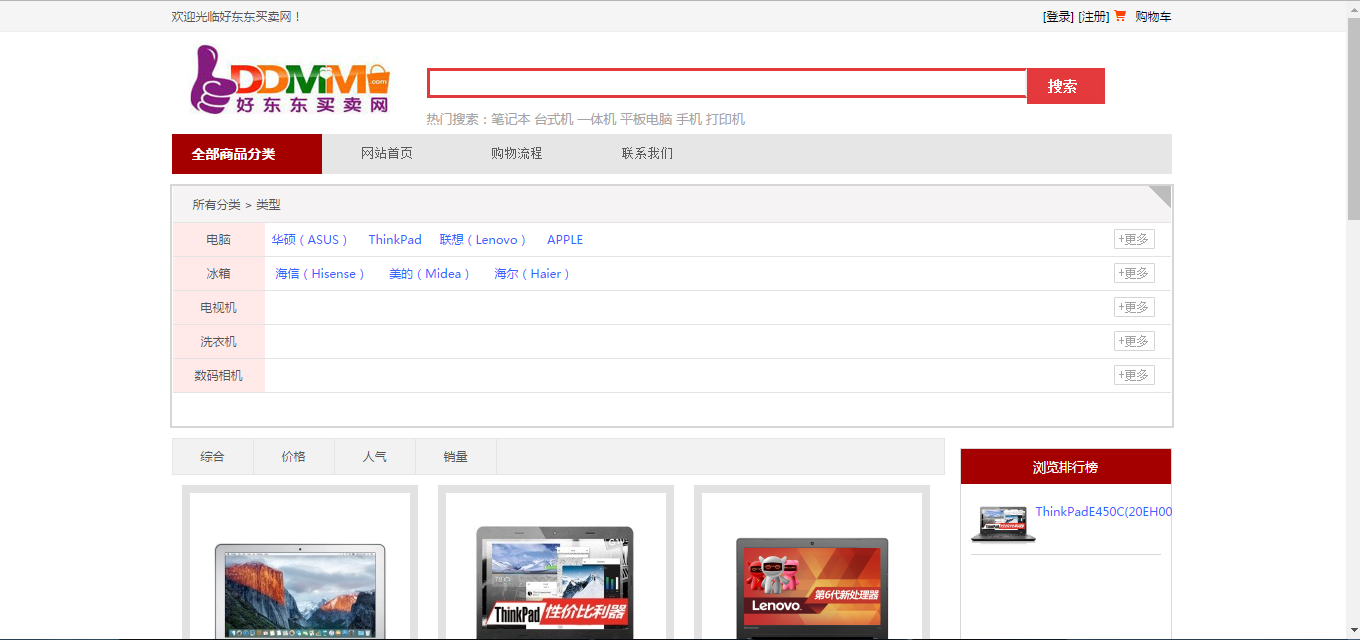 欢迎光临好东东买卖网！
[登录] [注册] 购物车
DDMMM.com
好东东买卖网
搜索
热门搜索：笔记本 台式机 一体机 平板电脑 手机 打印机
全部商品分类 网站首页 购物流程 联系我们
所有分类 > 类型
电脑 华硕（ASUS） ThinkPad 联想（Lenovo） APPLE +更多
冰箱 海信（Hisense） 美的（Midea） 海尔（Haier） +更多
电视机 +更多
洗衣机 +更多
数码相机 +更多
综合 价格 人气 销量
浏览排行榜
ThinkPadE450C(20EH00
ThinkPad 性价比利器
第6代新处理器
Lenovo